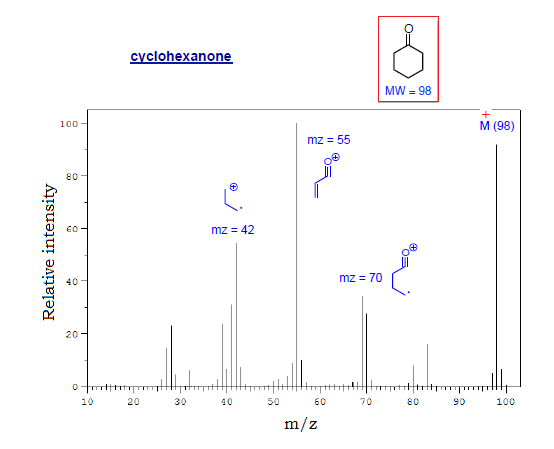 cyclohexanone
O
MW = 98
+
M (98)
100
mz = 55
O ⊕
80
⊕
mz = 42
60
O ⊕
mz = 70
40
20
0
Relative intensity
10 20 30 40 50 60 70 80 90 100
m/z